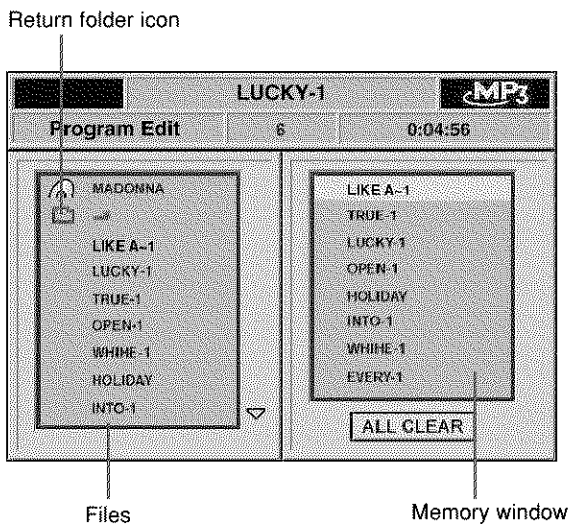 Return folder icon
LUCKY-1
MP3
Program Edit
6
0:04:56
MADONNA
..
LIKE A~1
LUCKY-1
TRUE-1
OPEN-1
WHIHE-1
HOLIDAY
INTO-1
LIKE A~1
TRUE-1
LUCKY-1
OPEN-1
HOLIDAY
INTO-1
WHIHE-1
EVERY-1
ALL CLEAR
Files
Memory window